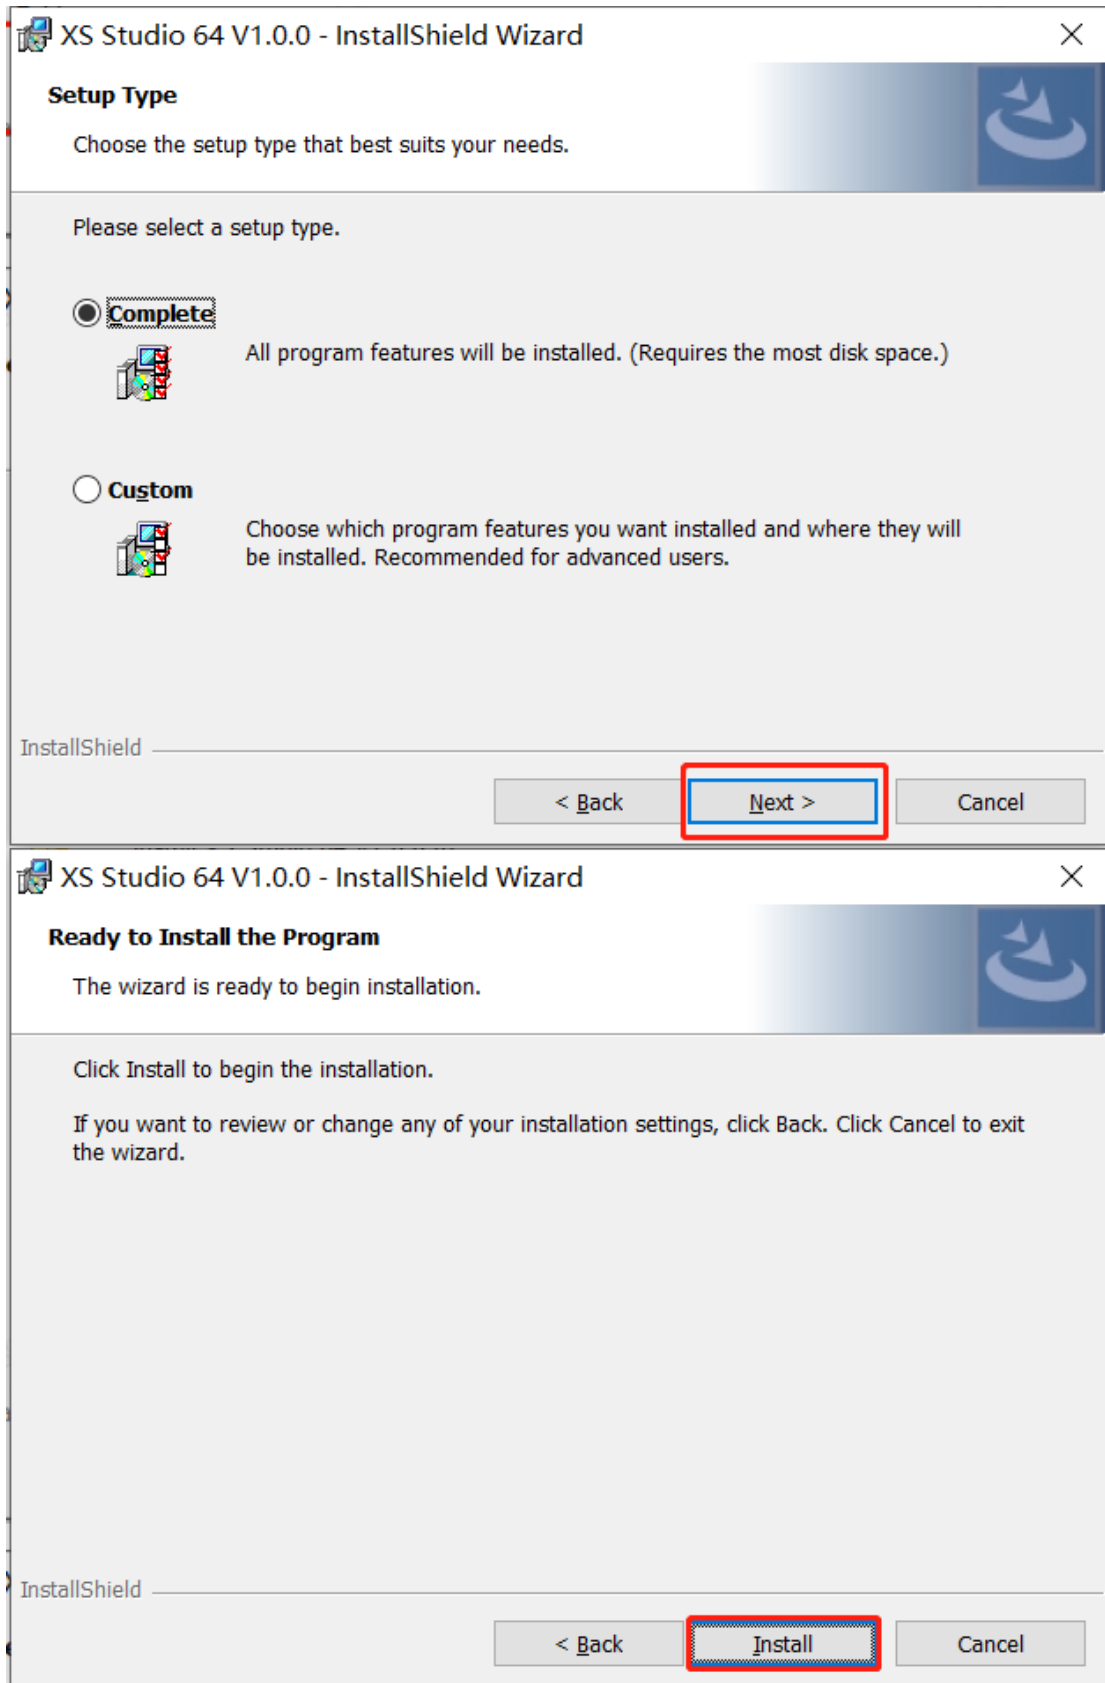 XS Studio 64 V1.0.0 - InstallShield Wizard
Setup Type
Choose the setup type that best suits your needs.
Please select a setup type.
Complete
All program features will be installed. (Requires the most disk space.)
Custom
Choose which program features you want installed and where they will
be installed. Recommended for advanced users.
InstallShield
< Back
Next >
Cancel
XS Studio 64 V1.0.0 - InstallShield Wizard
Ready to Install the Program
The wizard is ready to begin installation.
Click Install to begin the installation.
If you want to review or change any of your installation settings, click Back. Click Cancel to exit
the wizard.
InstallShield
< Back
Install
Cancel